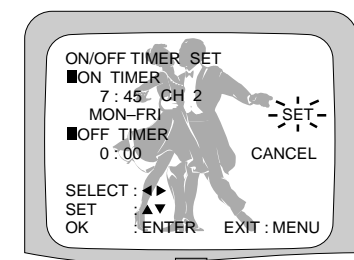 ON/OFF TIMER SET
■ON TIMER
7 : 45 CH 2
MON–FRI
SET
■OFF TIMER
0 : 00 CANCEL
SELECT : ◀▶
SET : ▲▼
OK : ENTER EXIT : MENU